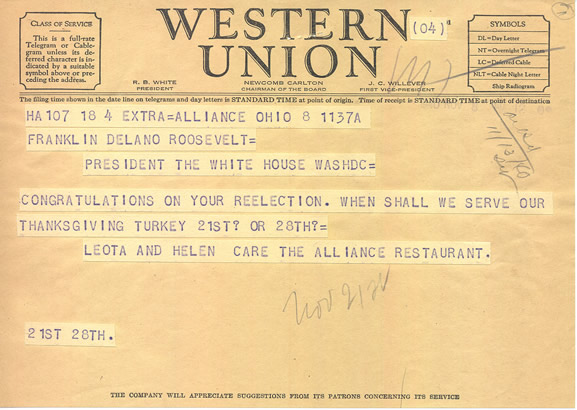 CLASS OF SERVICE
This is a full-rate
Telegram or Cable-
gram unless its de-
ferred character is
indicated by a suitable
symbol above or preced-
ing the address.
WESTERN
UNION
(04)
SYMBOLS
DL=Day Letter
NT=Overnight Telegram
LC=Deferred Cable
NLT=Cable Night Letter
Ship Radiogram
R. B. WHITE
PRESIDENT
NEWCOMB CARLTON
CHAIRMAN OF THE BOARD
J. C. WILLEVER
FIRST VICE-PRESIDENT
The filing time shown in the date line on telegrams and day letters is STANDARD TIME at point of origin. Time of receipt is STANDARD TIME at point of destination
HA107 18 4 EXTRA=ALLIANCE OHIO 8 1137A
FRANKLIN DELANO ROOSEVELT=
PRESIDENT THE WHITE HOUSE WASHDC=
CONGRATULATIONS ON YOUR REELECTION. WHEN SHALL WE SERVE OUR
THANKSGIVING TURKEY 21ST? OR 28TH?=
LEOTA AND HELEN CARE THE ALLIANCE RESTAURANT.
Nov 21st
21ST 28TH.
THE COMPANY WILL APPRECIATE SUGGESTIONS FROM ITS PATRONS CONCERNING ITS SERVICE